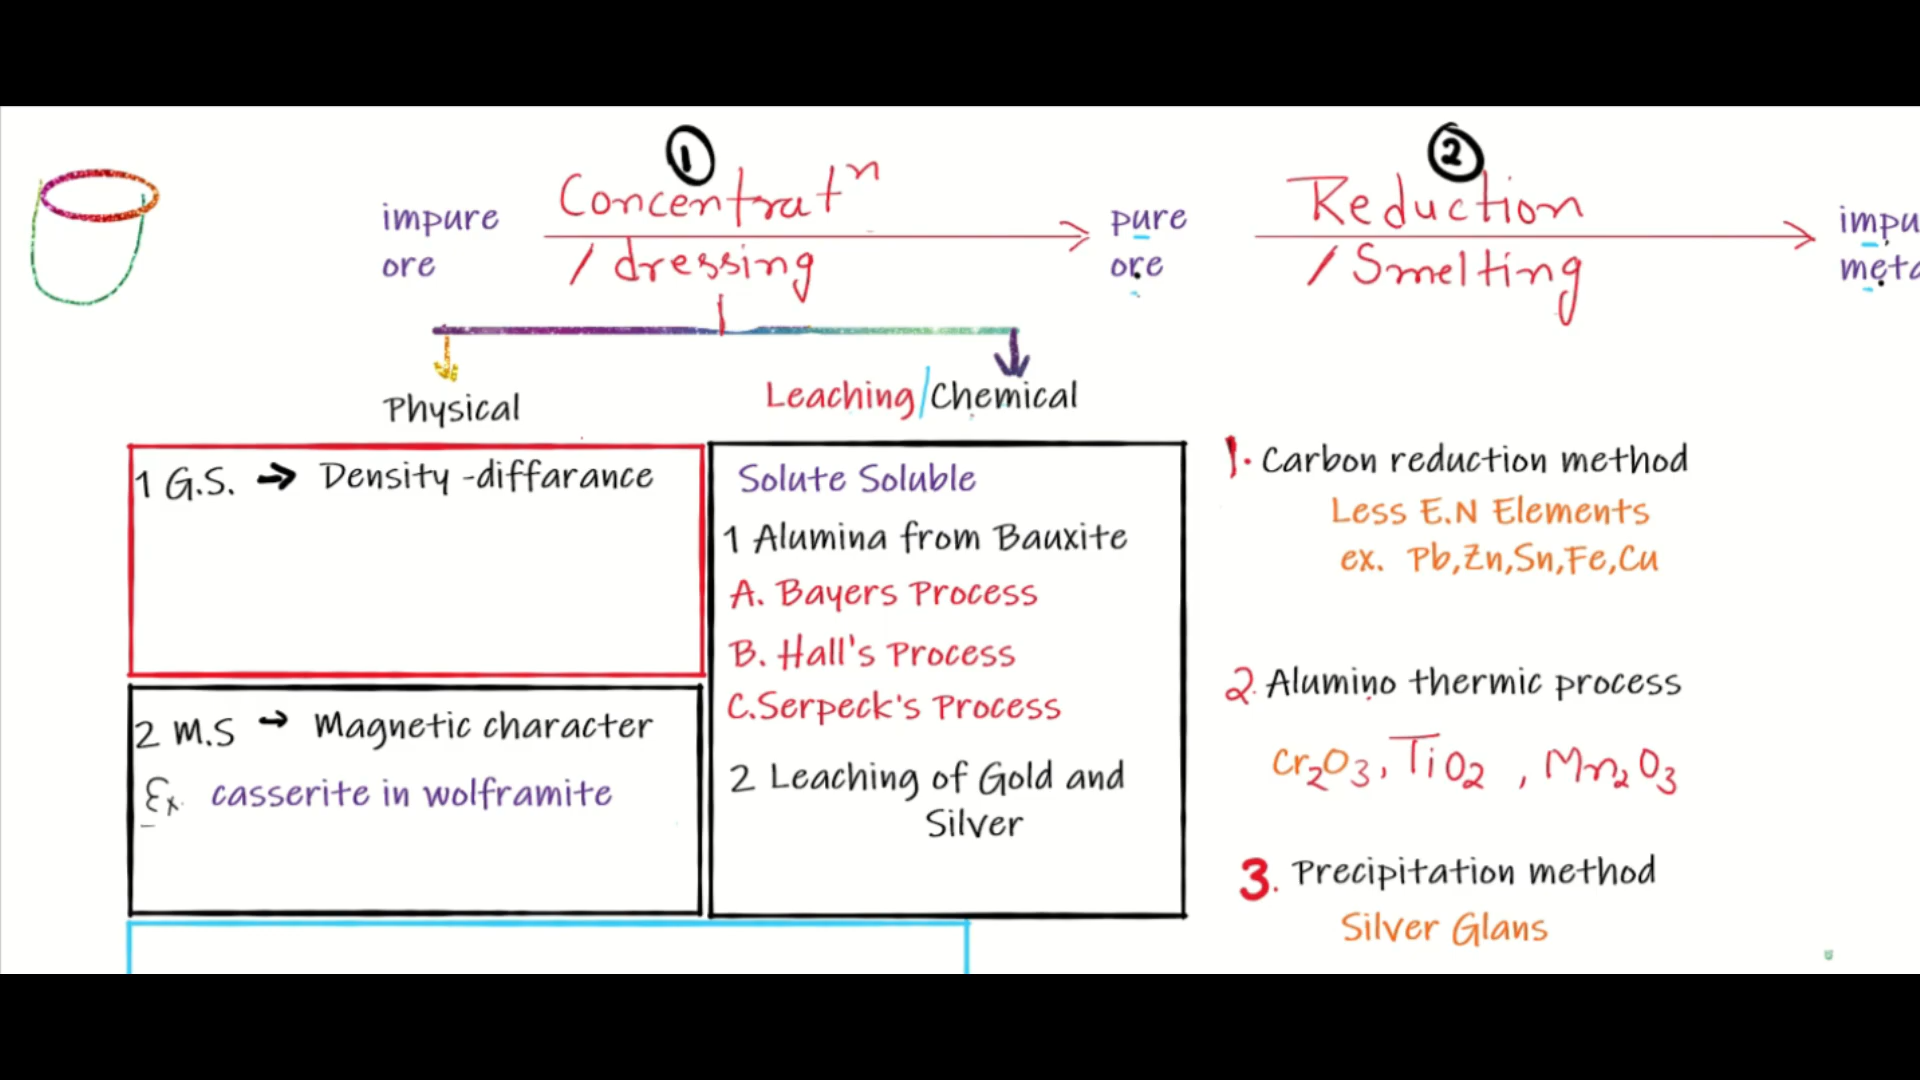 1
Concentratⁿ
/ dressing
impure
ore
pure
ore
2
Reduction
/ Smelting
impu
meta
Physical
Leaching/Chemical
1 G.S. → Density -diffarance
2 M.S → Magnetic character
Ex. casserite in wolframite
Solute Soluble
1 Alumina from Bauxite
A. Bayers Process
B. Hall's Process
C.Serpeck's Process
2 Leaching of Gold and
Silver
1. Carbon reduction method
Less E.N Elements
ex. Pb,Zn,Sn,Fe,Cu
2. Alumino thermic process
Cr₂O₃, TiO₂, Mn₂O₃
3. Precipitation method
Silver Glans